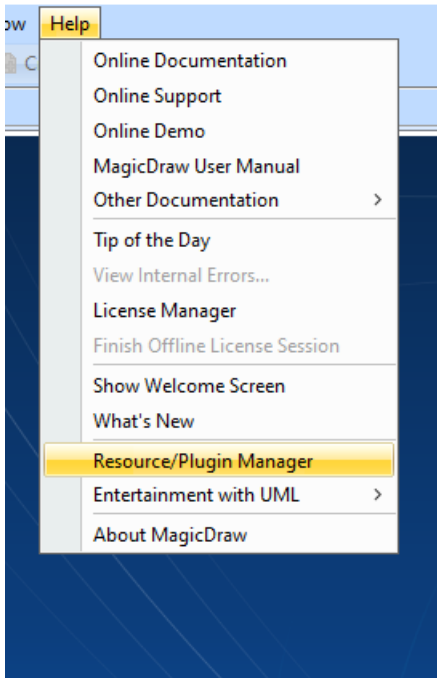 Help
Online Documentation
Online Support
Online Demo
MagicDraw User Manual
Other Documentation
Tip of the Day
View Internal Errors...
License Manager
Finish Offline License Session
Show Welcome Screen
What's New
Resource/Plugin Manager
Entertainment with UML
About MagicDraw